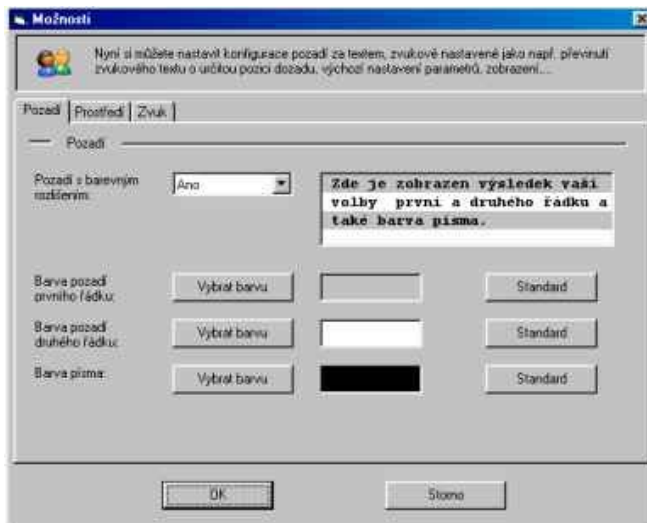 Možnosti
Nyní si můžete nastavit konfigurace pozadí za textem, zvukově nastavené jako např. převinutí
zvukového textu o určitou pozici dozadu, výchozí nastavení parametrů, zobrazení...
Pozadí Prostředí Zvuk
Pozadí
Pozadí s barevným
rozlišením:
Ano
Zde je zobrazen výsledek vaší
volby první a druhého řádku a
také barva písma.
Barva pozadí
prvního řádku:
Vybrat barvu
Standard
Barva pozadí
druhého řádku:
Vybrat barvu
Standard
Barva písma:
Vybrat barvu
Standard
OK
Storno